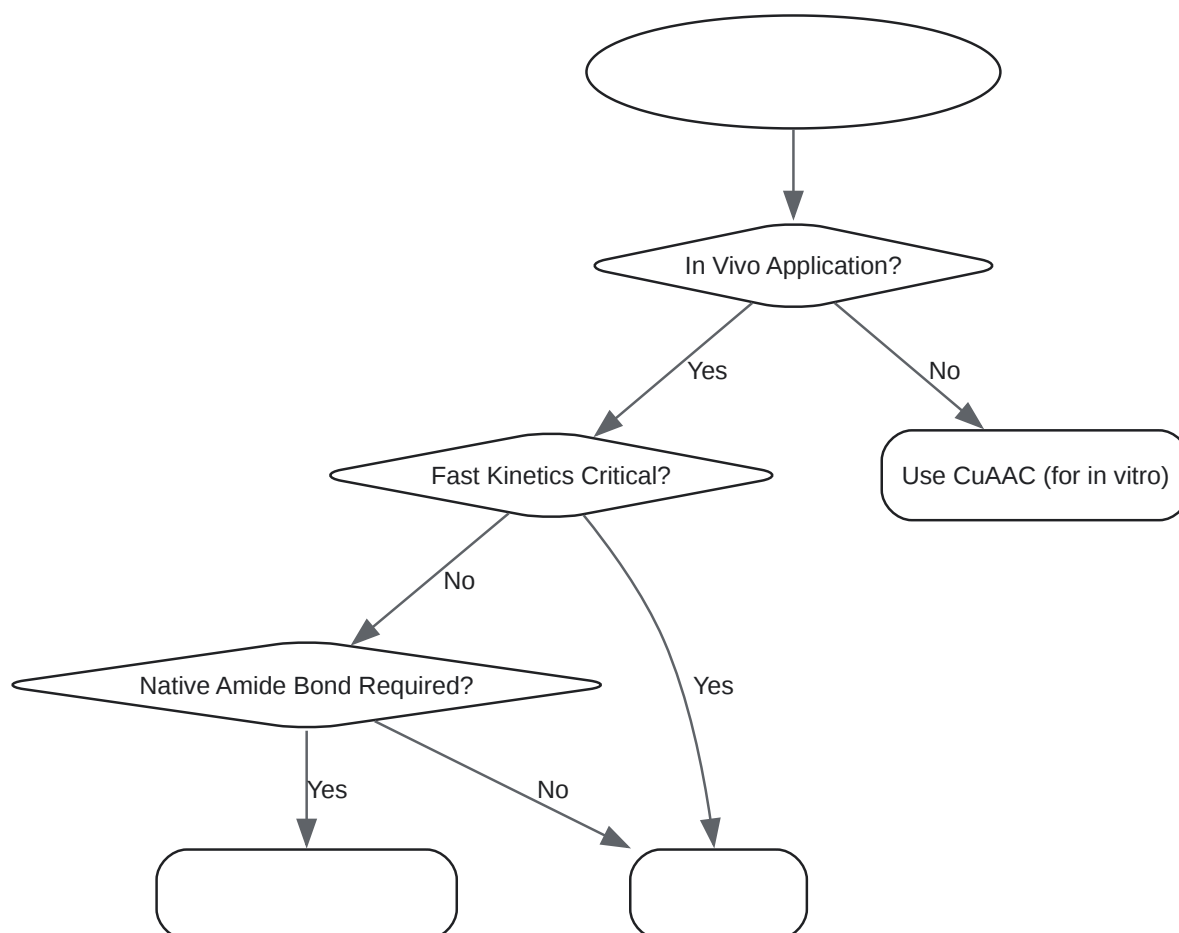 In Vivo Application?
Yes
No
Fast Kinetics Critical?
Use CuAAC (for in vitro)
No
Native Amide Bond Required?
Yes
Yes
No